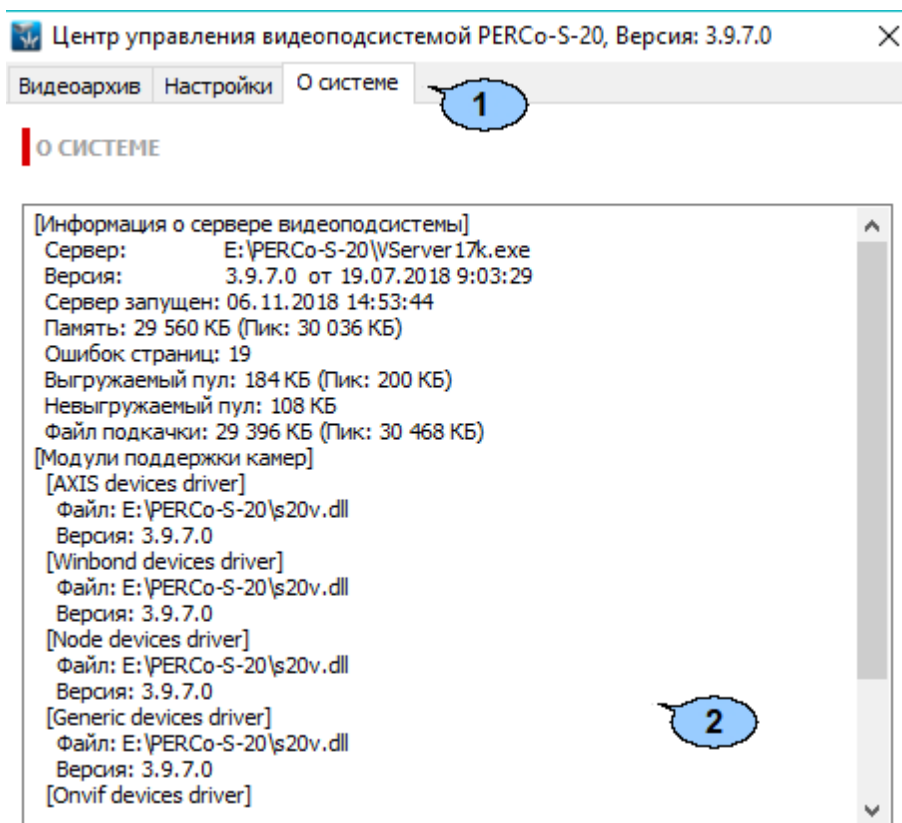 Центр управления видеоподсистемой PERCo-S-20, Версия: 3.9.7.0
Видеоархив Настройки О системе
1
О СИСТЕМЕ
[Информация о сервере видеоподсистемы]
Сервер: E:\PERCo-S-20\VServer17k.exe
Версия: 3.9.7.0 от 19.07.2018 9:03:29
Сервер запущен: 06.11.2018 14:53:44
Память: 29 560 КБ (Пик: 30 036 КБ)
Ошибок страниц: 19
Выгружаемый пул: 184 КБ (Пик: 200 КБ)
Невыгружаемый пул: 108 КБ
Файл подкачки: 29 396 КБ (Пик: 30 468 КБ)
[Модули поддержки камер]
[AXIS devices driver]
Файл: E:\PERCo-S-20\s20v.dll
Версия: 3.9.7.0
[Winbond devices driver]
Файл: E:\PERCo-S-20\s20v.dll
Версия: 3.9.7.0
[Node devices driver]
Файл: E:\PERCo-S-20\s20v.dll
Версия: 3.9.7.0
[Generic devices driver]
2
Файл: E:\PERCo-S-20\s20v.dll
Версия: 3.9.7.0
[Onvif devices driver]